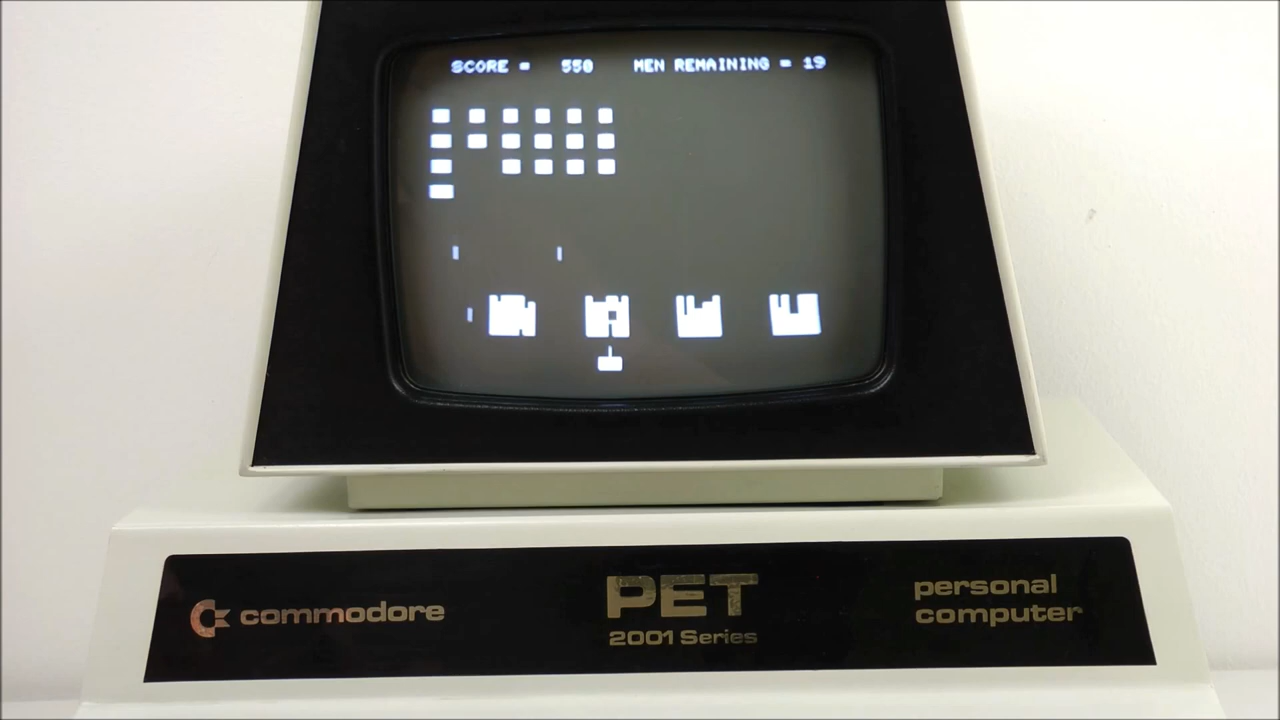 SCORE = 550 MEN REMAINING = 19
commodore
PET
2001 Series
personal
computer